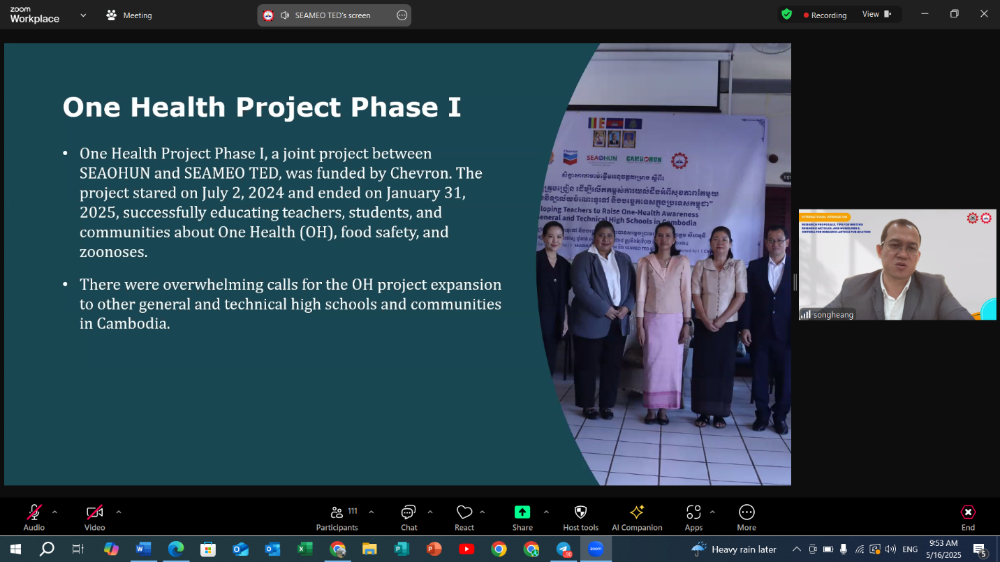 zoom
Workplace
Meeting
SEAMEO TED's screen
Recording
View
One Health Project Phase I
• One Health Project Phase I, a joint project between
SEAOHUN and SEAMEO TED, was funded by Chevron. The
project stared on July 2, 2024 and ended on January 31,
2025, successfully educating teachers, students, and
communities about One Health (OH), food safety, and
zoonoses.
• There were overwhelming calls for the OH project expansion
to other general and technical high schools and communities
in Cambodia.
Chevron
SEAOHUN
CAMBOHUN
loping Teachers to Raise One-Health Awareness
General and Technical High Schools in Cambodia
INTERNATIONAL WEBINAR ON
RESEARCH PROPOSALS, TIPS FOR WRITING
RESEARCH ARTICLES, AND GUIDELINES &
CRITERIA FOR RESEARCH ARTICLE PUBLICATION
songheang
Audio
Video
111
Participants
Chat
React
Share
Host tools
AI Companion
Apps
More
End
90
Heavy rain later
ENG
9:53 AM
5/16/2025
5